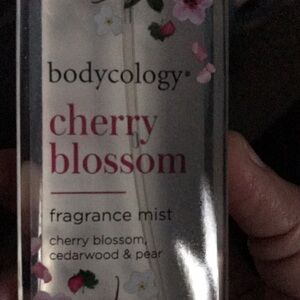 bodycology®
cherry
blossom
fragrance mist
cherry blossom,
cedarwood & pear